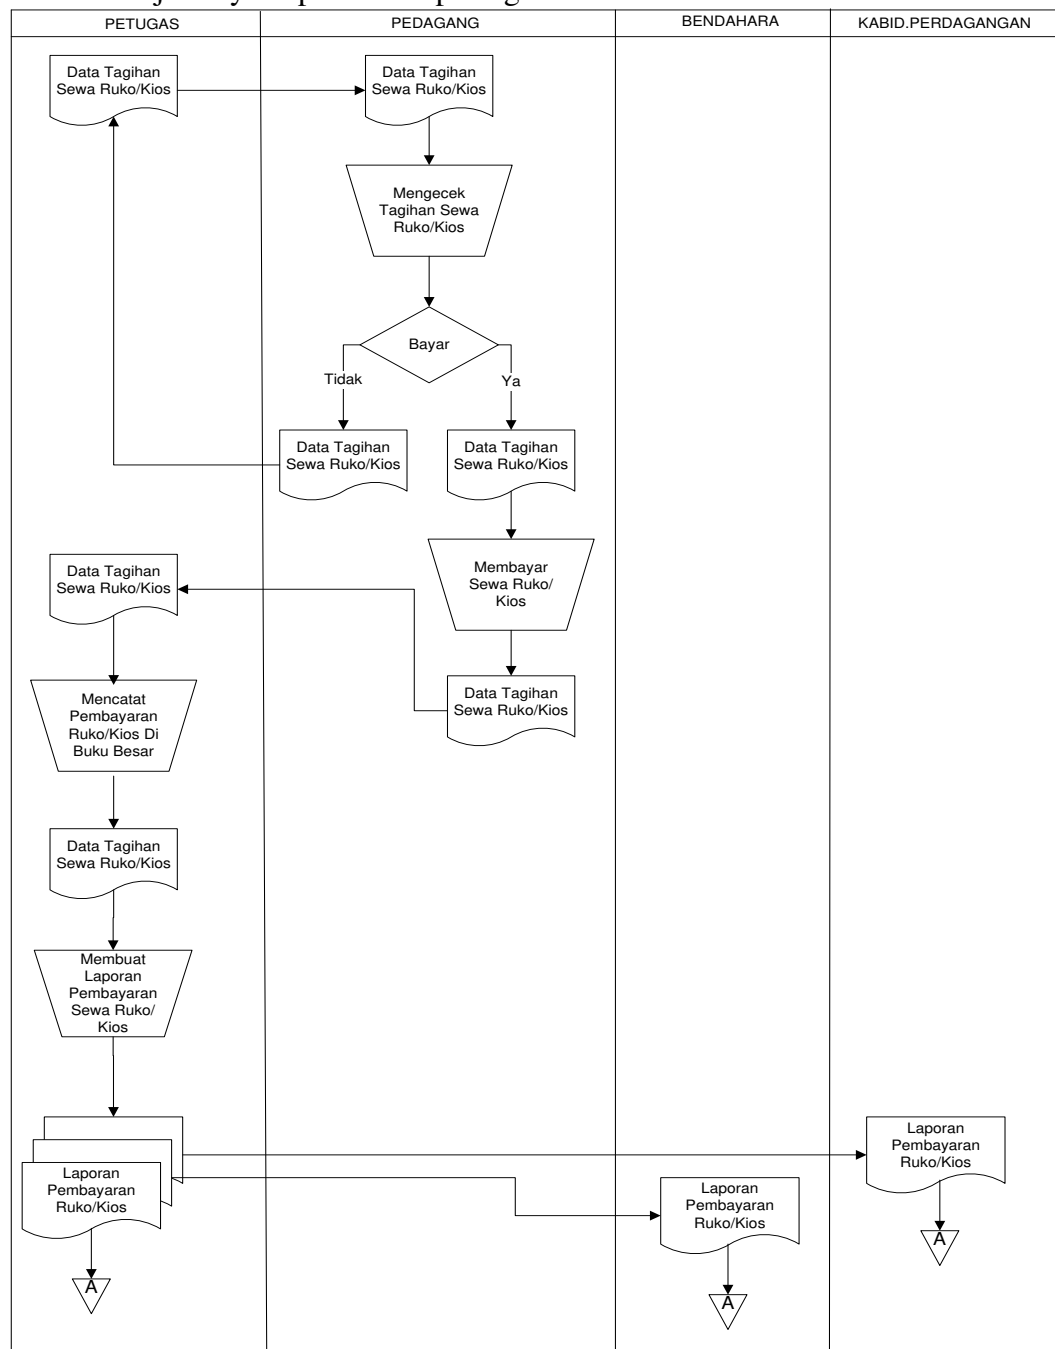 PETUGAS
PEDAGANG
BENDAHARA
KABID.PERDAGANGAN
Data Tagihan
Sewa Ruko/Kios
Data Tagihan
Sewa Ruko/Kios
Mengecek
Tagihan Sewa
Ruko/Kios
Bayar
Tidak
Ya
Data Tagihan
Sewa Ruko/Kios
Data Tagihan
Sewa Ruko/Kios
Membayar
Sewa Ruko/
Kios
Data Tagihan
Sewa Ruko/Kios
Data Tagihan
Sewa Ruko/Kios
Mencatat
Pembayaran
Ruko/Kios Di
Buku Besar
Data Tagihan
Sewa Ruko/Kios
Membuat
Laporan
Pembayaran
Sewa Ruko/
Kios
Laporan
Pembayaran
Ruko/Kios
A
Laporan
Pembayaran
Ruko/Kios
A
Laporan
Pembayaran
Ruko/Kios
A